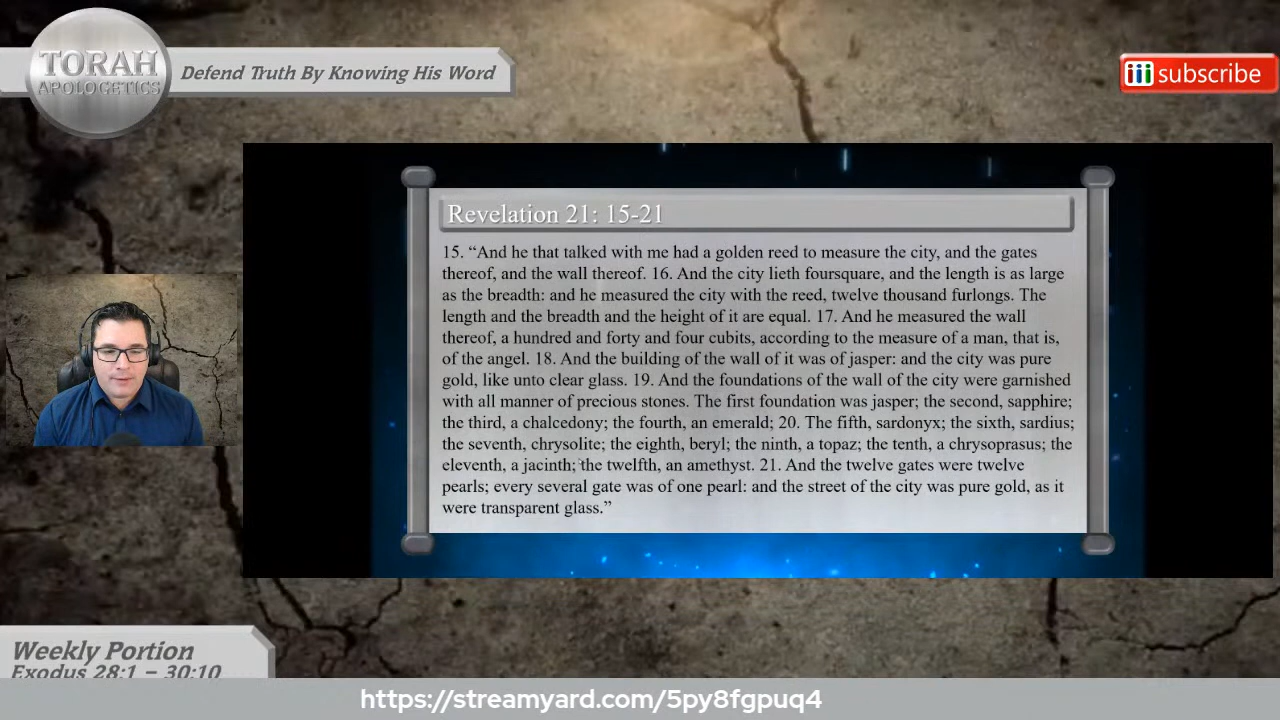 TORAH
APOLOGETICS
Defend Truth By Knowing His Word
subscribe
Revelation 21: 15-21
15. “And he that talked with me had a golden reed to measure the city, and the gates
thereof, and the wall thereof. 16. And the city lieth foursquare, and the length is as large
as the breadth: and he measured the city with the reed, twelve thousand furlongs. The
length and the breadth and the height of it are equal. 17. And he measured the wall
thereof, a hundred and forty and four cubits, according to the measure of a man, that is,
of the angel. 18. And the building of the wall of it was of jasper: and the city was pure
gold, like unto clear glass. 19. And the foundations of the wall of the city were garnished
with all manner of precious stones. The first foundation was jasper; the second, sapphire;
the third, a chalcedony; the fourth, an emerald; 20. The fifth, sardonyx; the sixth, sardius;
the seventh, chrysolite; the eighth, beryl; the ninth, a topaz; the tenth, a chrysoprasus; the
eleventh, a jacinth; the twelfth, an amethyst. 21. And the twelve gates were twelve
pearls; every several gate was of one pearl: and the street of the city was pure gold, as it
were transparent glass.”
Weekly Portion
Exodus 28:1 – 30:10
https://streamyard.com/5py8fgpuq4